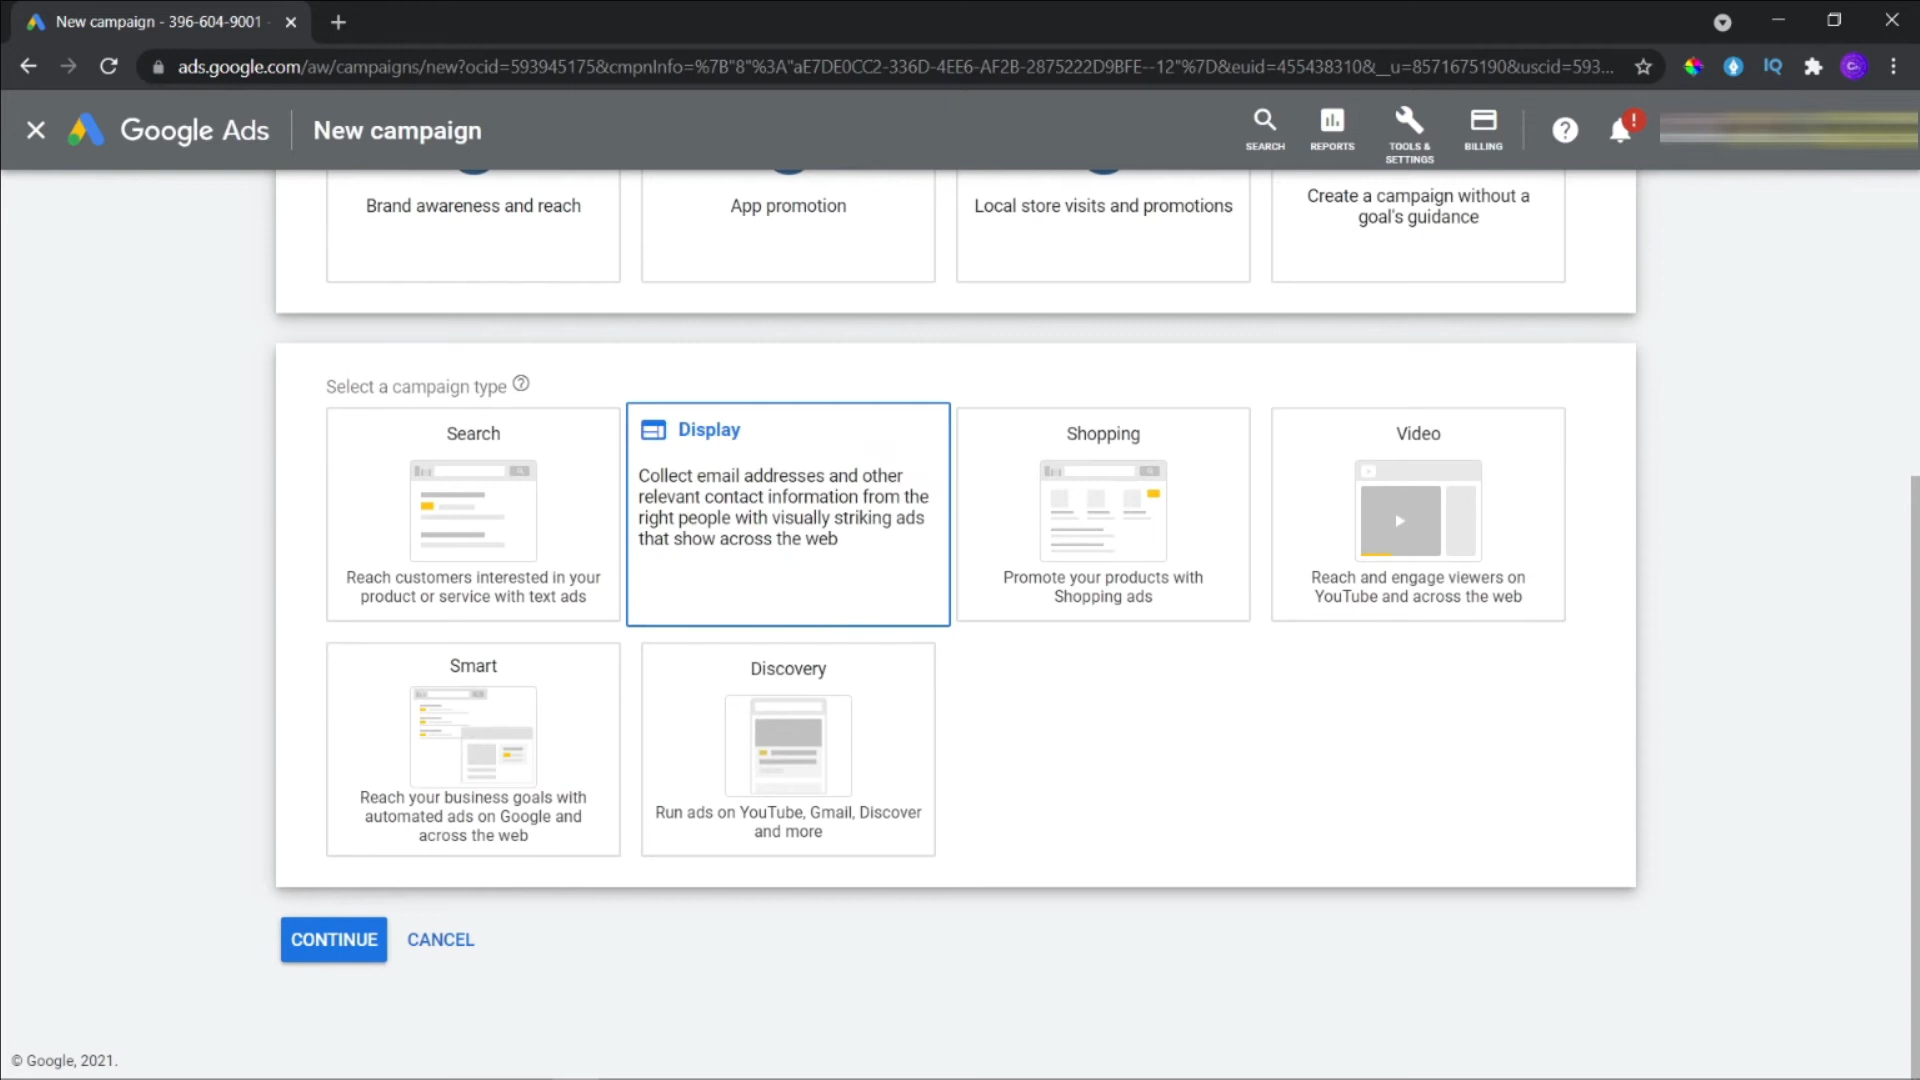 New campaign - 396-604-9001 -
ads.google.com/aw/campaigns/new?ocid=593945175&cmpnInfo=%7B"8"%3A"aE7DE0CC2-336D-4EE6-AF2B-2875222D9BFE--12"%7D&euid=455438310&__u=8571675190&uscid=593...
IQ
Google Ads
New campaign
SEARCH
REPORTS
TOOLS &
SETTINGS
BILLING
Brand awareness and reach
App promotion
Local store visits and promotions
Create a campaign without a
goal's guidance
Select a campaign type
Search
Reach customers interested in your
product or service with text ads
Display
Collect email addresses and other
relevant contact information from the
right people with visually striking ads
that show across the web
Shopping
Promote your products with
Shopping ads
Video
Reach and engage viewers on
YouTube and across the web
Smart
Reach your business goals with
automated ads on Google and
across the web
Discovery
Run ads on YouTube, Gmail, Discover
and more
CONTINUE
CANCEL
© Google, 2021.